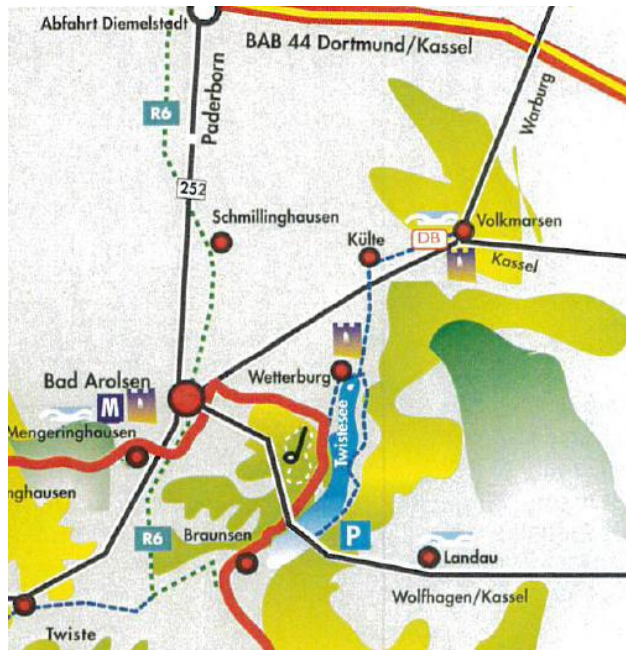 Abfahrt Diemelstadt
BAB 44 Dortmund/Kassel
R6
Paderborn
Warburg
252
Schmillinghausen
Volkmarsen
Külte
DB
Kassel
Bad Arolsen
M
Wetterburg
Mengeringhausen
Twistesee
nghausen
R6
Braunsen
P
Landau
Wolfhagen/Kassel
Twiste